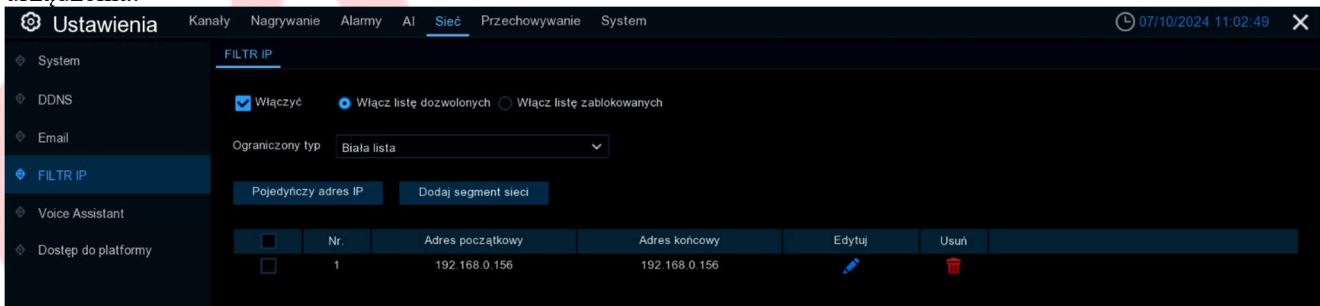 Ustawienia Kanały Nagrywanie Alarmy AI Sieć Przechowywanie System 07/10/2024 11:02:49
System
DDNS
Email
FILTR IP
Voice Assistant
Dostęp do platformy
FILTR IP
Włączyć Włącz listę dozwolonych Włącz listę zablokowanych
Ograniczony typ Biała lista
Pojedyńczy adres IP Dodaj segment sieci
Nr. Adres początkowy Adres końcowy Edytuj Usuń
1 192.168.0.156 192.168.0.156